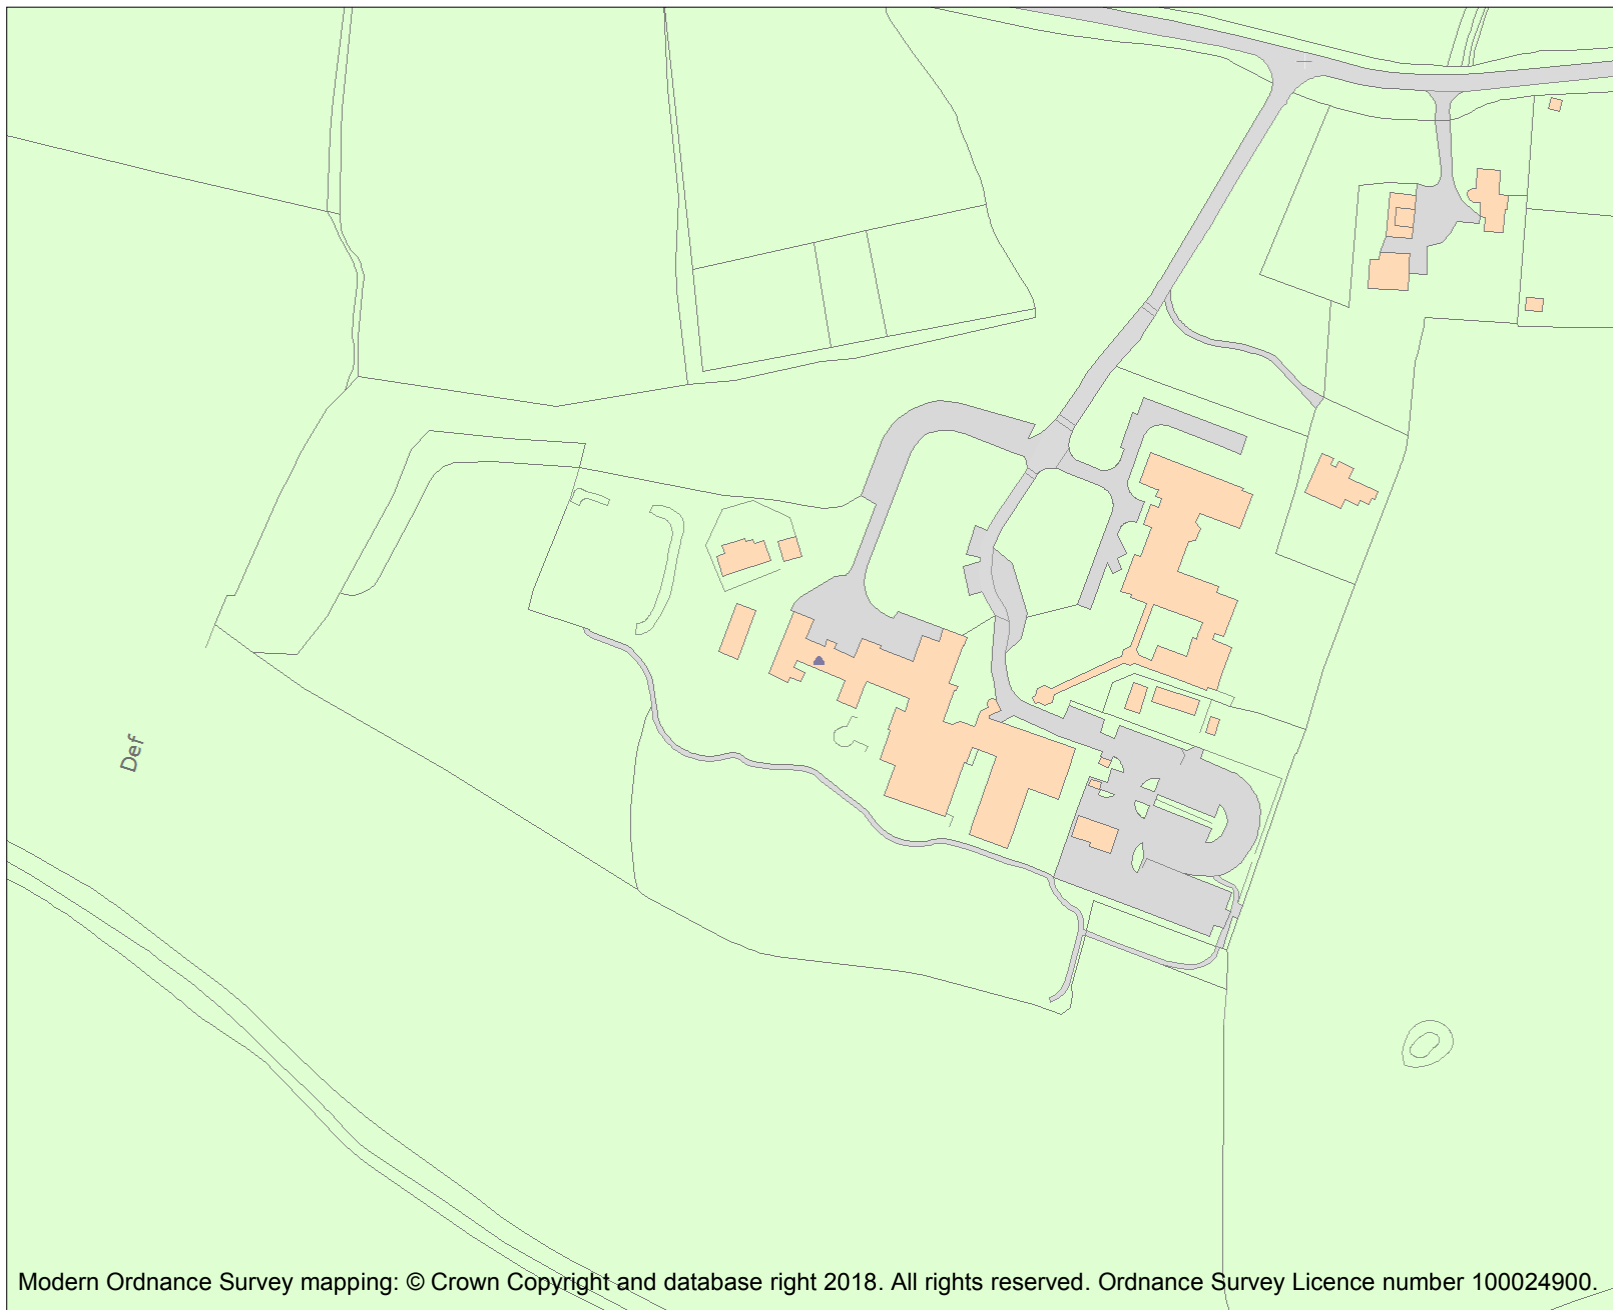 Def
Modern Ordnance Survey mapping: © Crown Copyright and database right 2018. All rights reserved. Ordnance Survey Licence number 100024900.